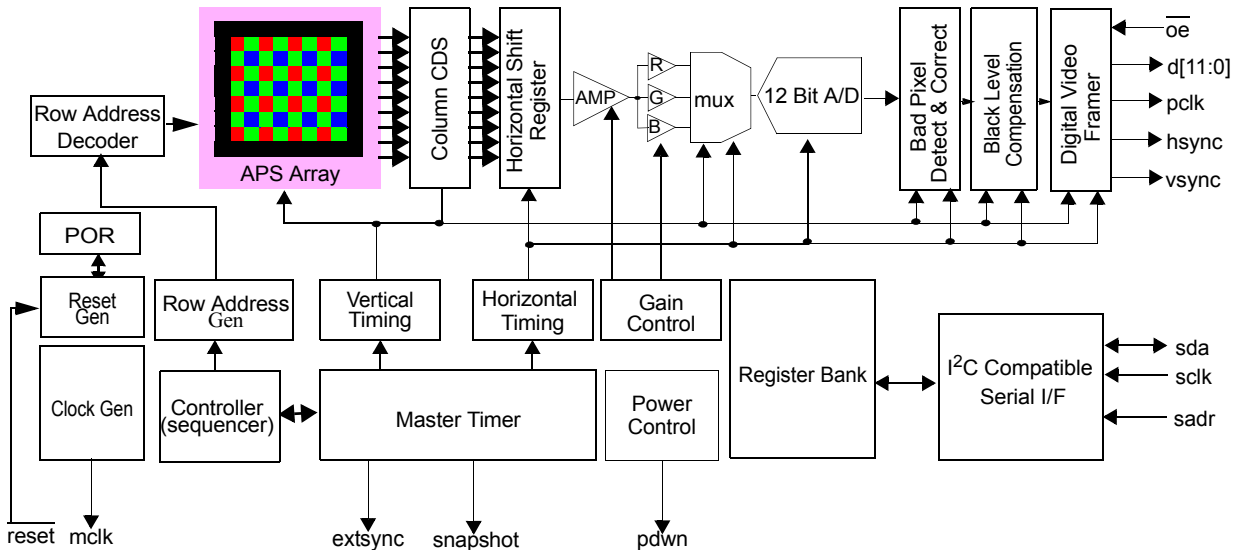 Row Address
Decoder
APS Array
Column CDS
Horizontal Shift
Register
AMP
R
G
B
mux
12 Bit A/D
Bad Pixel
Detect & Correct
Black Level
Compensation
Digital Video
Framer
oe
d[11:0]
pclk
hsync
vsync
POR
Reset
Gen
Row Address
Gen
Vertical
Timing
Horizontal
Timing
Gain
Control
Register Bank
I²C Compatible
Serial I/F
sda
sclk
sadr
Clock Gen
Controller
(sequencer)
Master Timer
Power
Control
reset
mclk
extsync
snapshot
pdwn